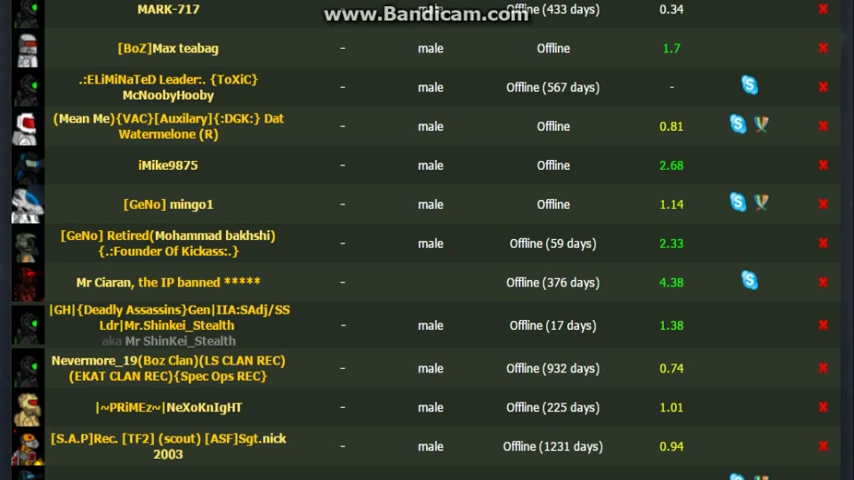 www.Bandicam.com
MARK-717 - male Offline (433 days) 0.34
[BoZ]Max teabag - male Offline 1.7
.:ELiMiNaTeD Leader:. {ToXiC}
McNoobyHooby - male Offline (567 days) -
(Mean Me){VAC}[Auxilary]{:DGK:} Dat
Watermelone (R) - male Offline 0.81
iMike9875 - male Offline 2.68
[GeNo] mingo1 - male Offline 1.14
[GeNo] Retired(Mohammad bakhshi)
{.:Founder Of Kickass:.} - male Offline (59 days) 2.33
Mr Ciaran, the IP banned ***** - Offline (376 days) 4.38
|GH|{Deadly Assassins}Gen|IIA:SAdj/SS
Ldr|Mr.Shinkei_Stealth - male Offline (17 days) 1.38
aka Mr ShinKei_Stealth
Nevermore_19(Boz Clan)(LS CLAN REC)
(EKAT CLAN REC){Spec Ops REC} - male Offline (932 days) 0.74
|~PRiMEz~|NeXoKnIgHT - male Offline (225 days) 1.01
[S.A.P]Rec. [TF2] (scout) [ASF]Sgt.nick
2003 - male Offline (1231 days) 0.94